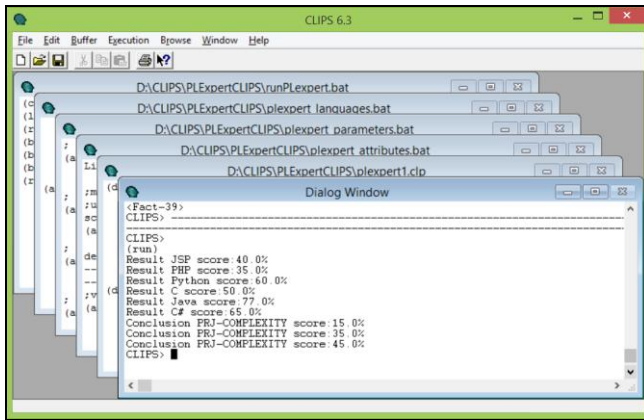 CLIPS 6.3
File Edit Buffer Execution Browse Window Help
D:\CLIPS\PLExpertCLIPS\runPLexpert.bat
D:\CLIPS\PLExpertCLIPS\plexpert_languages.bat
D:\CLIPS\PLExpertCLIPS\plexpert_parameters.bat
D:\CLIPS\PLExpertCLIPS\plexpert_attributes.bat
D:\CLIPS\PLExpertCLIPS\plexpert1.clp
Dialog Window
<Fact-39>
CLIPS> ----------------------------------------
CLIPS>
(run)
Result JSP score:40.0%
Result PHP score:35.0%
Result Python score:60.0%
Result C score:50.0%
Result Java score:77.0%
Result C# score:65.0%
Conclusion PRJ-COMPLEXITY score:15.0%
Conclusion PRJ-COMPLEXITY score:35.0%
Conclusion PRJ-COMPLEXITY score:45.0%
CLIPS>